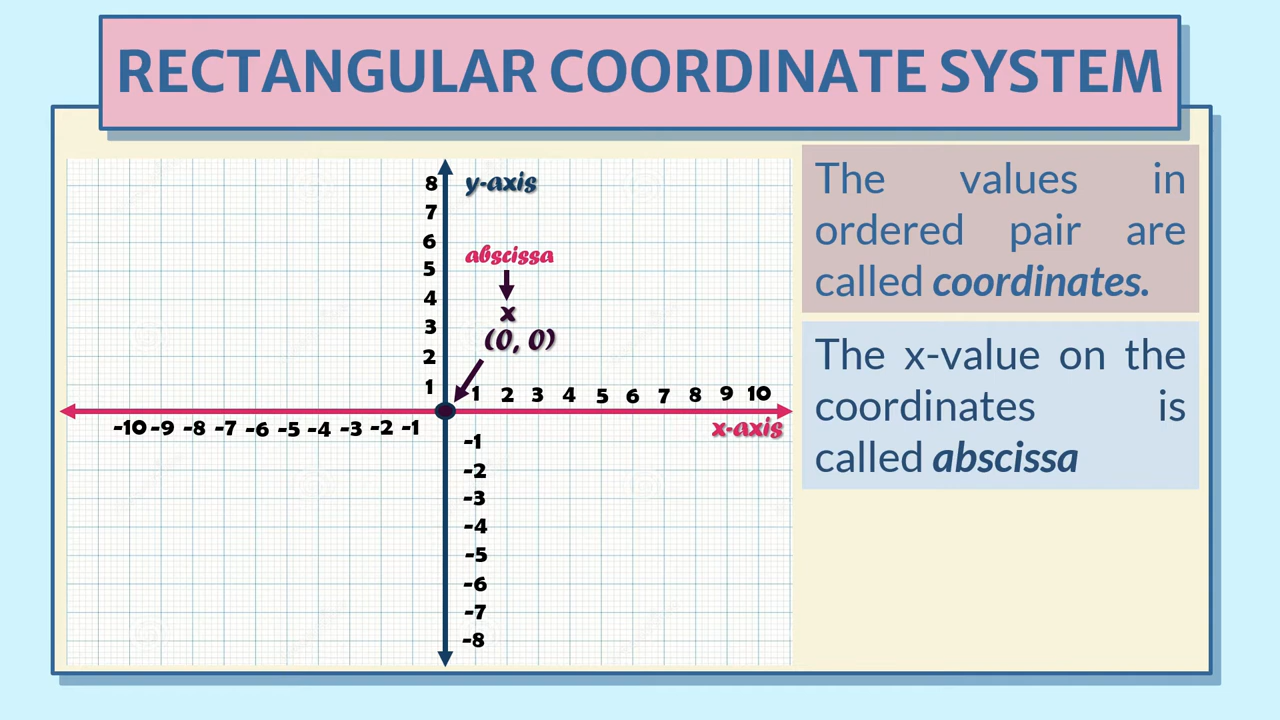 RECTANGULAR COORDINATE SYSTEM
8
y-axis
7
6
abscissa
5
4
x
3
(0, 0)
2
1
1 2 3 4 5 6 7 8 9 10
-10 -9 -8 -7 -6 -5 -4 -3 -2 -1
x-axis
-1
-2
-3
-4
-5
-6
-7
-8
The values in
ordered pair are
called coordinates.
The x-value on the
coordinates is
called abscissa